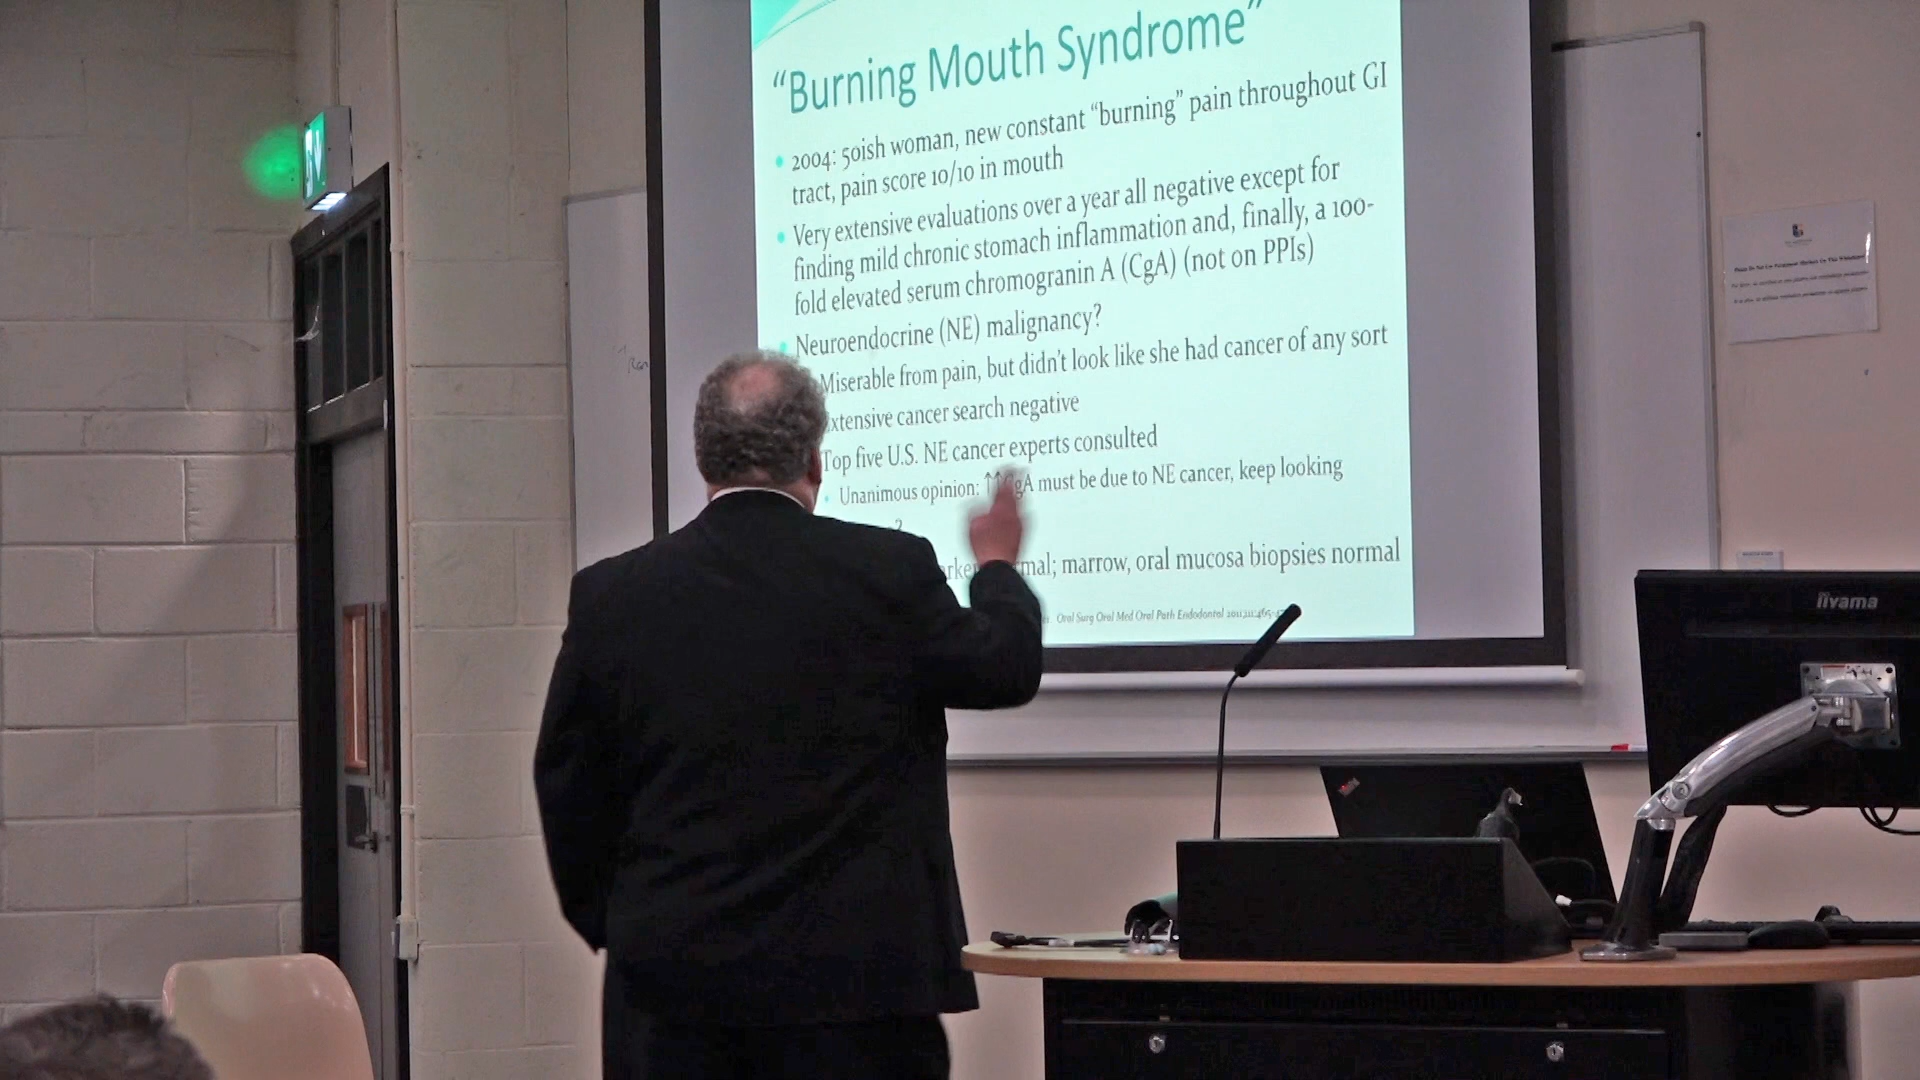 "Burning Mouth Syndrome"
2004: 50ish woman, new constant "burning" pain throughout GI
tract, pain score 10/10 in mouth
Very extensive evaluations over a year all negative except for
finding mild chronic stomach inflammation and, finally, a 100-
fold elevated serum chromogranin A (CgA) (not on PPIs)
Neuroendocrine (NE) malignancy?
Miserable from pain, but didn't look like she had cancer of any sort
xtensive cancer search negative
Top five U.S. NE cancer experts consulted
Unanimous opinion: ↑↑CgA must be due to NE cancer, keep looking
marrow, oral mucosa biopsies normal
Oral Surg Oral Med Oral Path Endodontol
iiyama